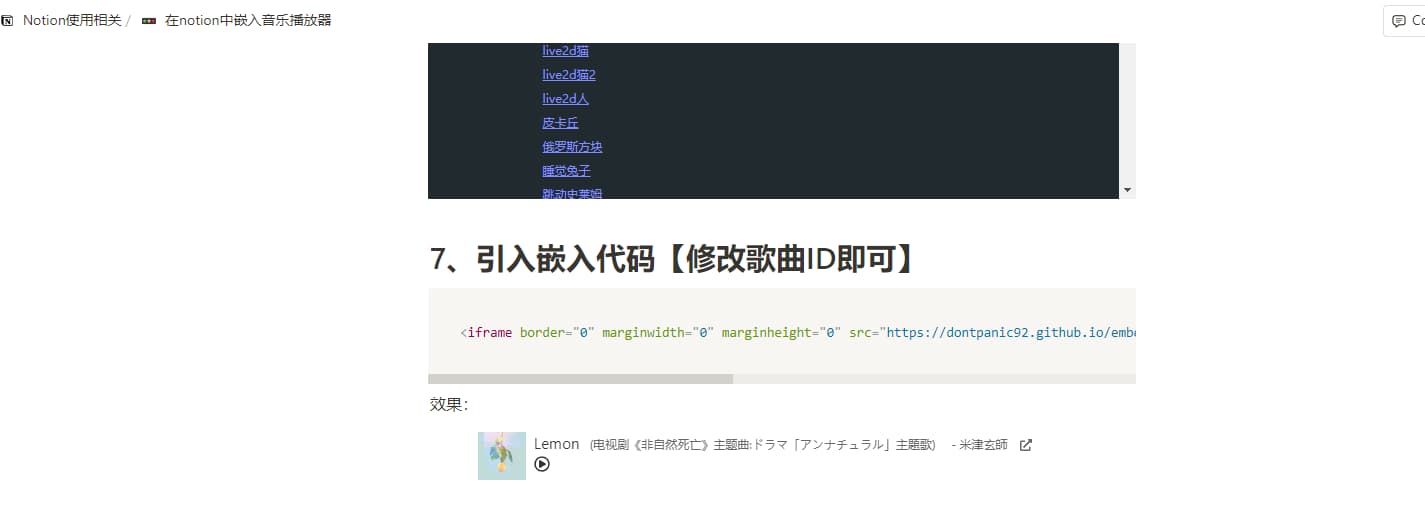 Notion使用相关 / 在notion中嵌入音乐播放器
live2d猫
live2d猫2
live2d人
皮卡丘
俄罗斯方块
睡觉兔子
跳动史莱姆
7、引入嵌入代码【修改歌曲ID即可】
<iframe border="0" marginwidth="0" marginheight="0" src="https://dontpanic92.github.io/embe
效果：
Lemon (电视剧《非自然死亡》主题曲:ドラマ「アンナチュラル」主題歌) - 米津玄師